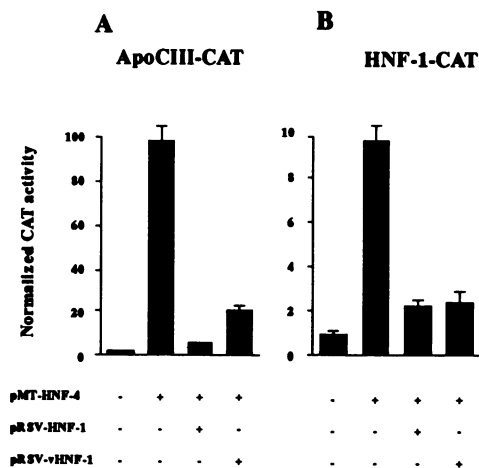 A
B
ApoCIII-CAT
HNF-1-CAT
Normalized CAT activity
100
80
60
40
20
0
10
8
6
4
2
0
pMT-HNF-4 - + + + - + + +
pRSV-HNF-1 - - + - - - + -
pRSV-vHNF-1 - - - + - - - +